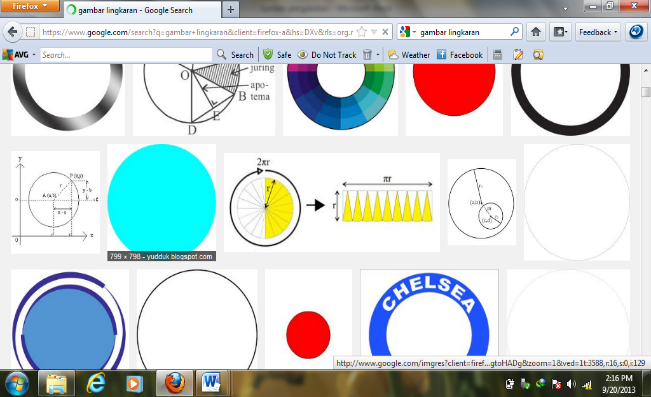 Firefox
gambar lingkaran - Google Search
https://www.google.com/search?q=gambar+lingkaran&client=firefox-a&hs=DXv&rls=org.r
gambar lingkaran
Feedback
AVG
Search...
Search
Safe
Do Not Track
Weather
Facebook
juring
O
apo-
tema
B
E
D
y
r
x
0
799 × 798 - yudduk.blogspot.com
2πr
r
πr
r
CHELSEA
http://www.google.com/imgres?client=firef...gtoHADg&zoom=1&ved=1t:3588,r:16,s:0,i:129
2:16 PM
9/20/2013